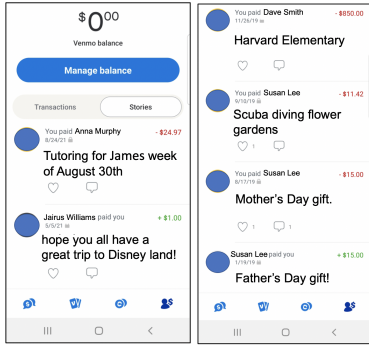 $0.00
Venmo balance
Manage balance
Transactions
Stories
You paid Anna Murphy - $24.97
8/24/21
Tutoring for James week
of August 30th
Jairus Williams paid you + $1.00
5/5/21
hope you all have a
great trip to Disney land!
You paid Dave Smith - $850.00
11/26/19
Harvard Elementary
You paid Susan Lee - $11.42
9/10/19
Scuba diving flower
gardens
1
You paid Susan Lee - $15.00
8/17/19
Mother's Day gift.
1 1
Susan Lee paid you + $15.00
1/19/19
Father's Day gift!